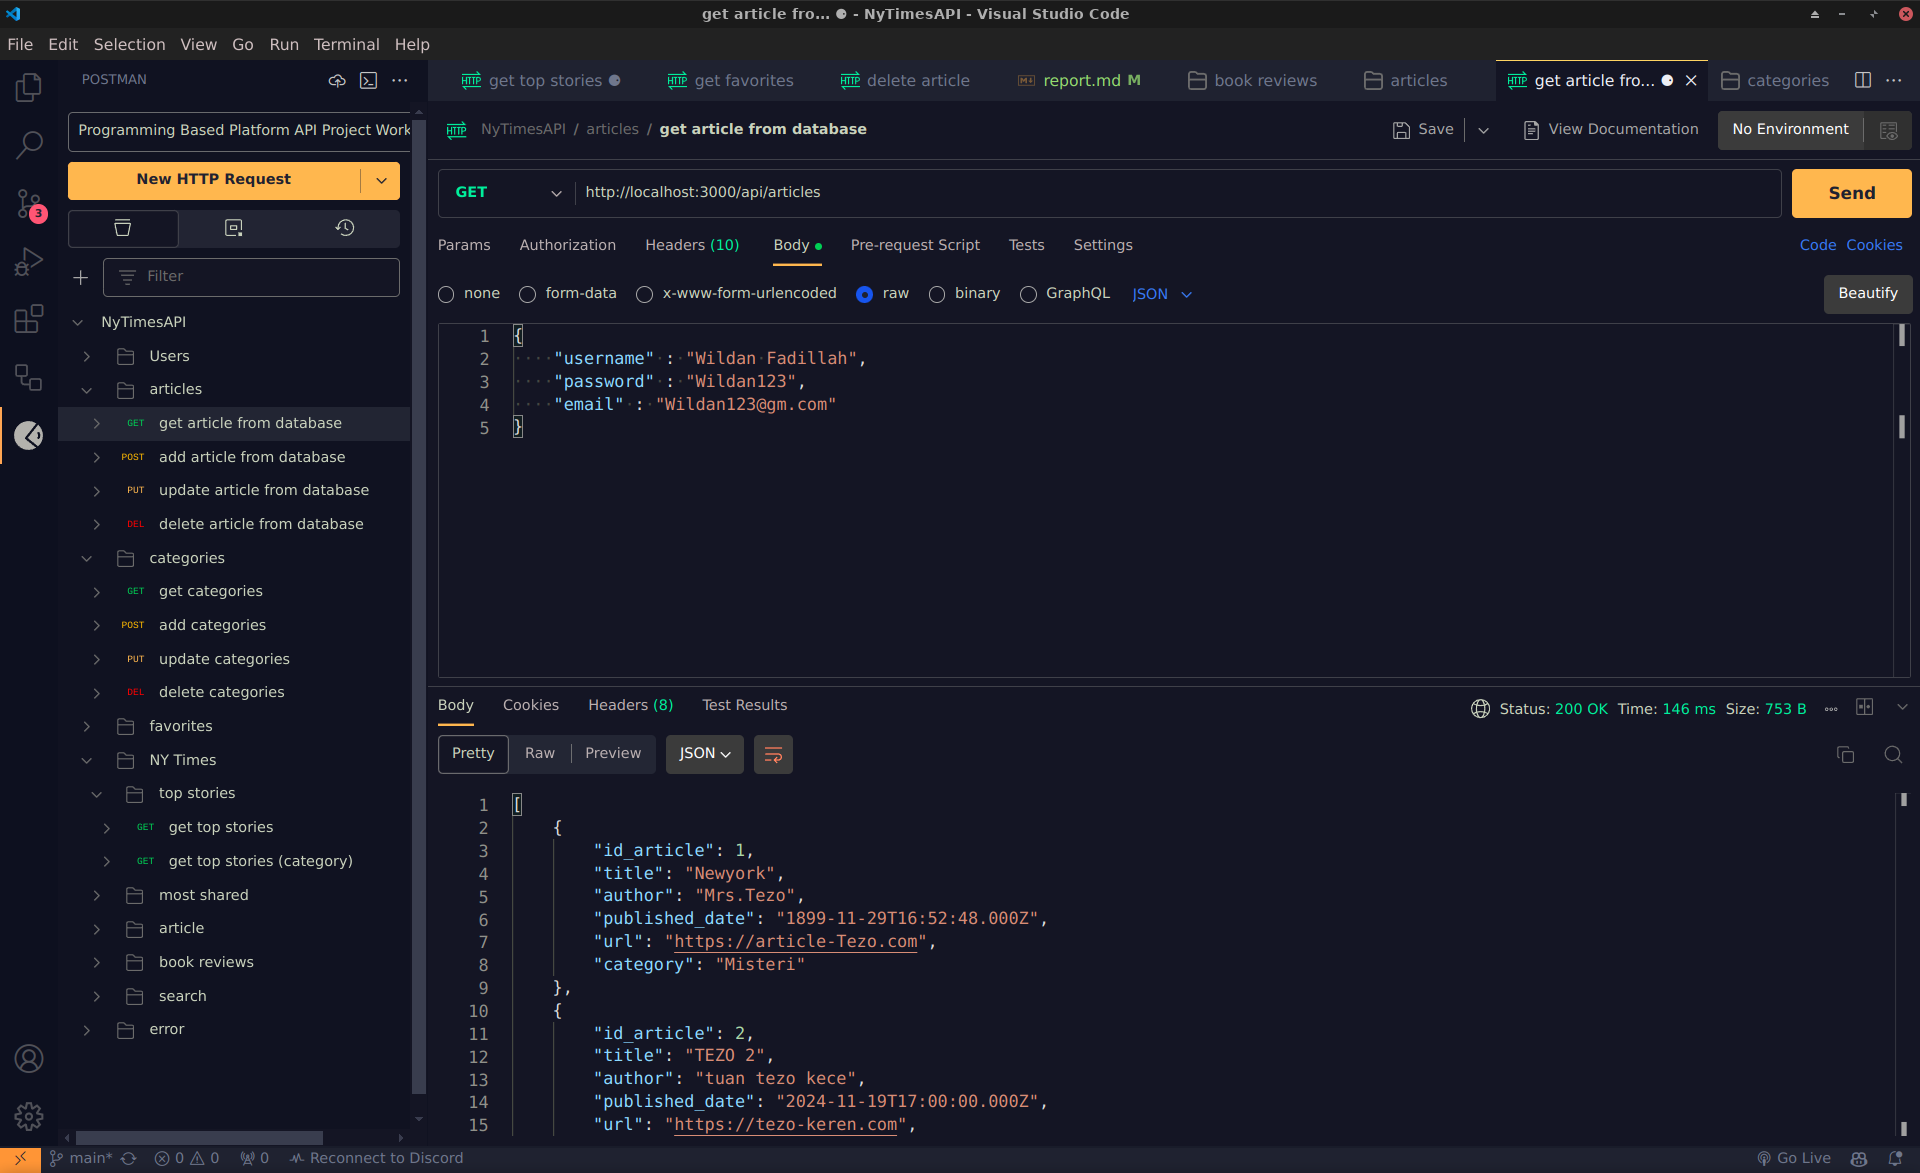 get article fro... ● - NyTimesAPI - Visual Studio Code
File Edit Selection View Go Run Terminal Help
POSTMAN
Programming Based Platform API Project Work
New HTTP Request
Filter
3
NyTimesAPI
Users
articles
GET get article from database
POST add article from database
PUT update article from database
DEL delete article from database
categories
GET get categories
POST add categories
PUT update categories
DEL delete categories
favorites
NY Times
top stories
GET get top stories
GET get top stories (category)
most shared
article
book reviews
search
error
HTTP get top stories ● HTTP get favorites HTTP delete article report.md M book reviews articles HTTP get article fro... ● categories
HTTP NyTimesAPI / articles / get article from database Save View Documentation No Environment
GET http://localhost:3000/api/articles Send
Params Authorization Headers (10) Body Pre-request Script Tests Settings Code Cookies
none form-data x-www-form-urlencoded raw binary GraphQL JSON Beautify
1 {
2 "username" : "Wildan Fadillah",
3 "password" : "Wildan123",
4 "email" : "Wildan123@gm.com"
5 }
Body Cookies Headers (8) Test Results Status: 200 OK Time: 146 ms Size: 753 B
Pretty Raw Preview JSON
1 [
2 {
3 "id_article": 1,
4 "title": "Newyork",
5 "author": "Mrs.Tezo",
6 "published_date": "1899-11-29T16:52:48.000Z",
7 "url": "https://article-Tezo.com",
8 "category": "Misteri"
9 },
10 {
11 "id_article": 2,
12 "title": "TEZO 2",
13 "author": "tuan tezo kece",
14 "published_date": "2024-11-19T17:00:00.000Z",
15 "url": "https://tezo-keren.com",
main* 0 0 0 Reconnect to Discord Go Live